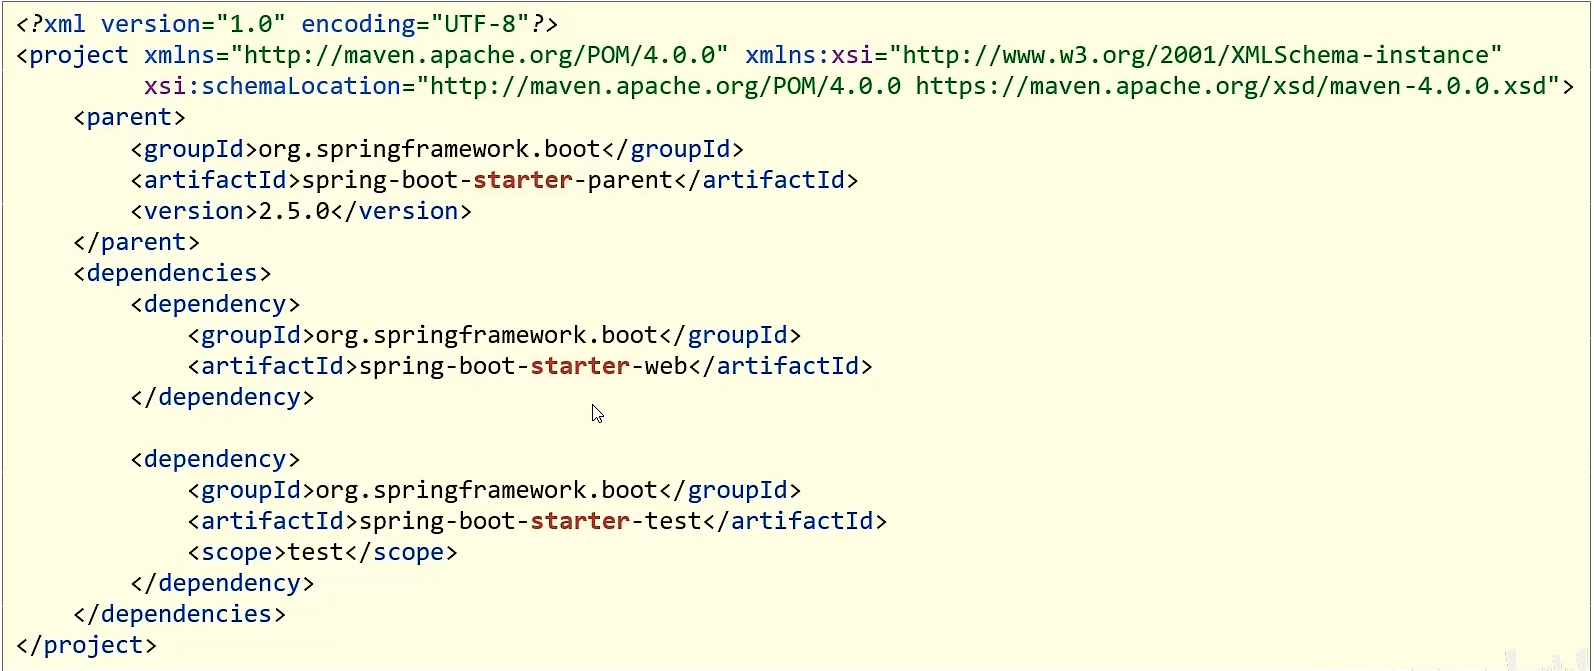 <?xml version="1.0" encoding="UTF-8"?>
<project xmlns="http://maven.apache.org/POM/4.0.0" xmlns:xsi="http://www.w3.org/2001/XMLSchema-instance"
         xsi:schemaLocation="http://maven.apache.org/POM/4.0.0 https://maven.apache.org/xsd/maven-4.0.0.xsd">
    <parent>
        <groupId>org.springframework.boot</groupId>
        <artifactId>spring-boot-starter-parent</artifactId>
        <version>2.5.0</version>
    </parent>
    <dependencies>
        <dependency>
            <groupId>org.springframework.boot</groupId>
            <artifactId>spring-boot-starter-web</artifactId>
        </dependency>

        <dependency>
            <groupId>org.springframework.boot</groupId>
            <artifactId>spring-boot-starter-test</artifactId>
            <scope>test</scope>
        </dependency>
    </dependencies>
</project>